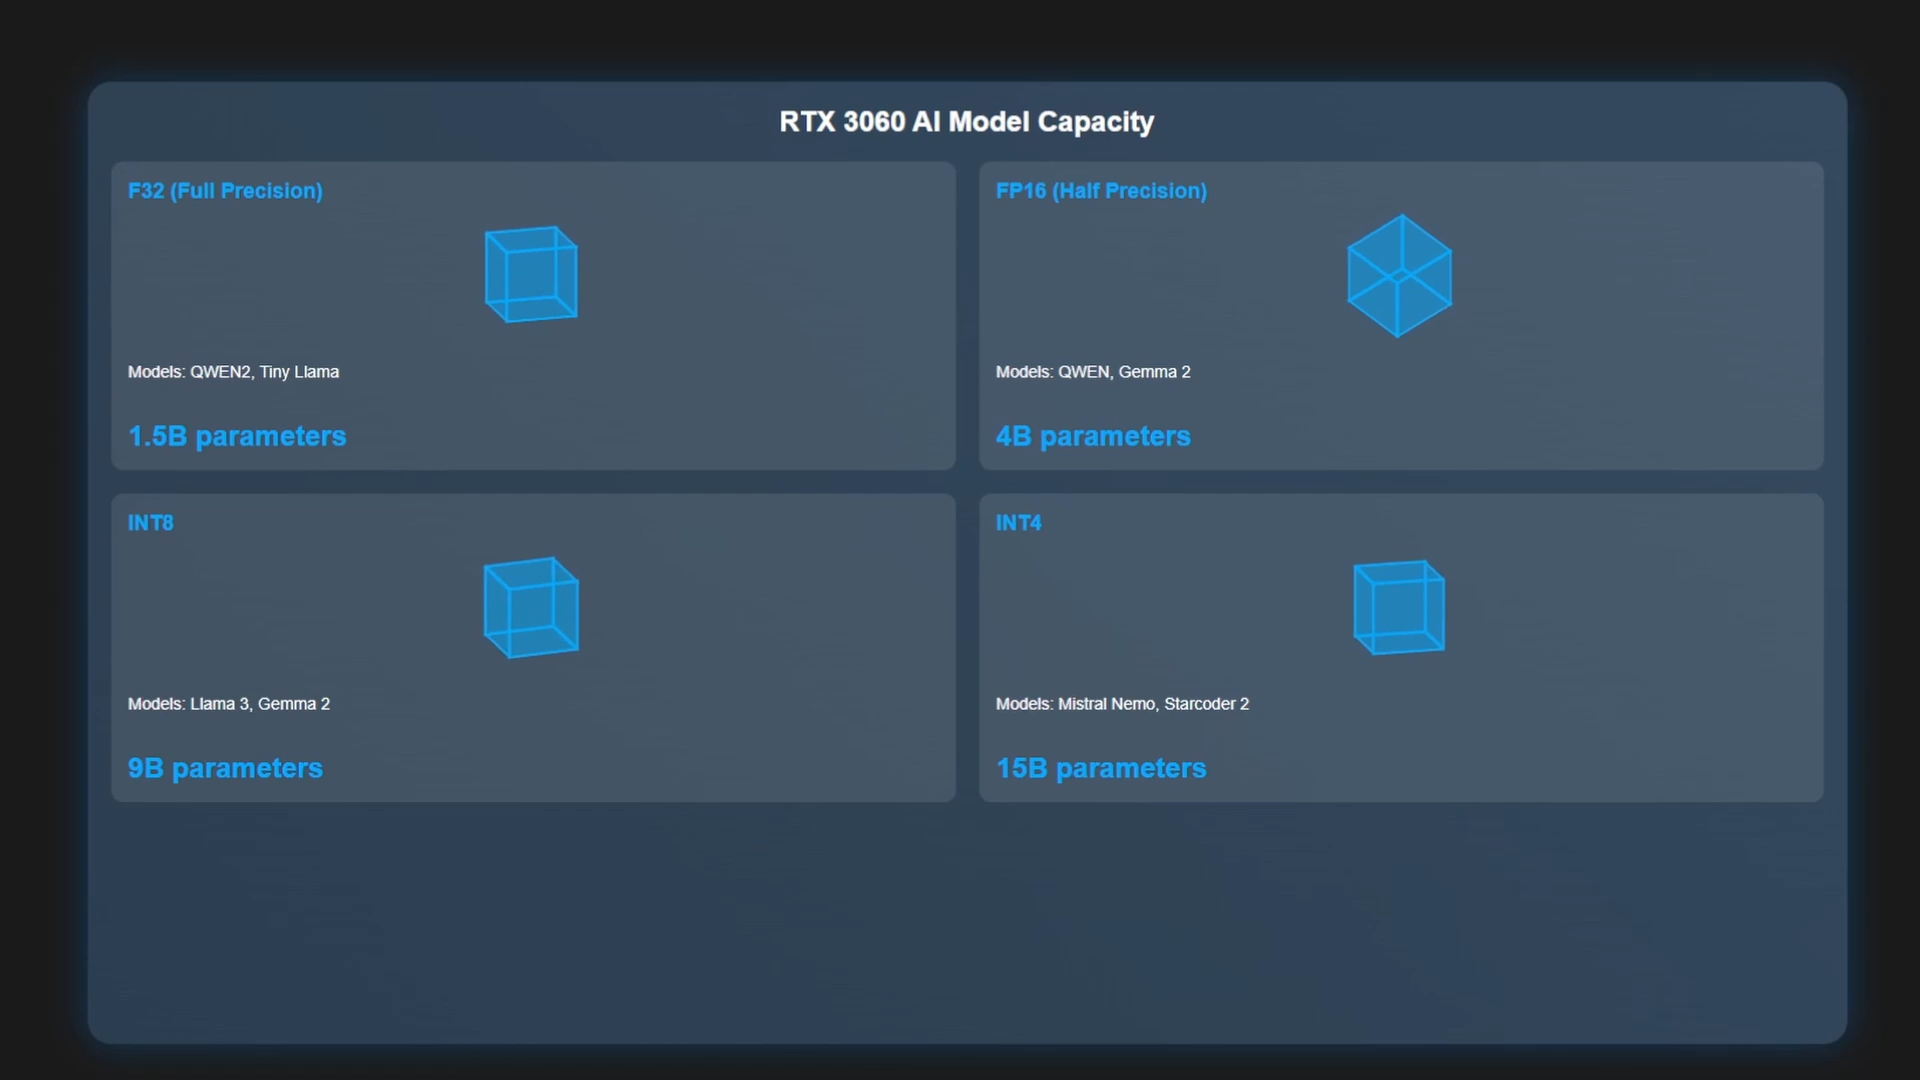 RTX 3060 AI Model Capacity
F32 (Full Precision)
Models: QWEN2, Tiny Llama
1.5B parameters
FP16 (Half Precision)
Models: QWEN, Gemma 2
4B parameters
INT8
Models: Llama 3, Gemma 2
9B parameters
INT4
Models: Mistral Nemo, Starcoder 2
15B parameters